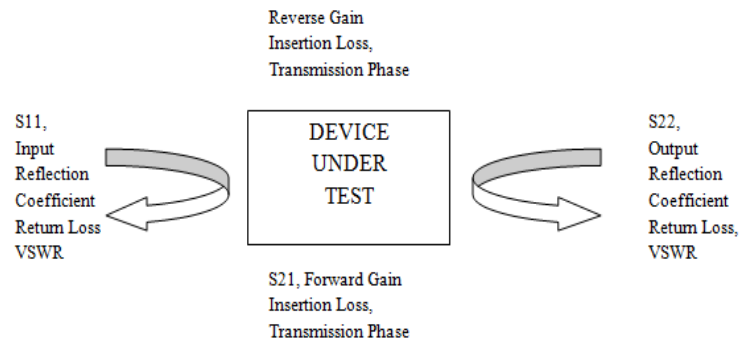 Reverse Gain
Insertion Loss,
Transmission Phase
S11,
Input
Reflection
Coefficient
Return Loss
VSWR
DEVICE
UNDER
TEST
S22,
Output
Reflection
Coefficient
Return Loss,
VSWR
S21, Forward Gain
Insertion Loss,
Transmission Phase